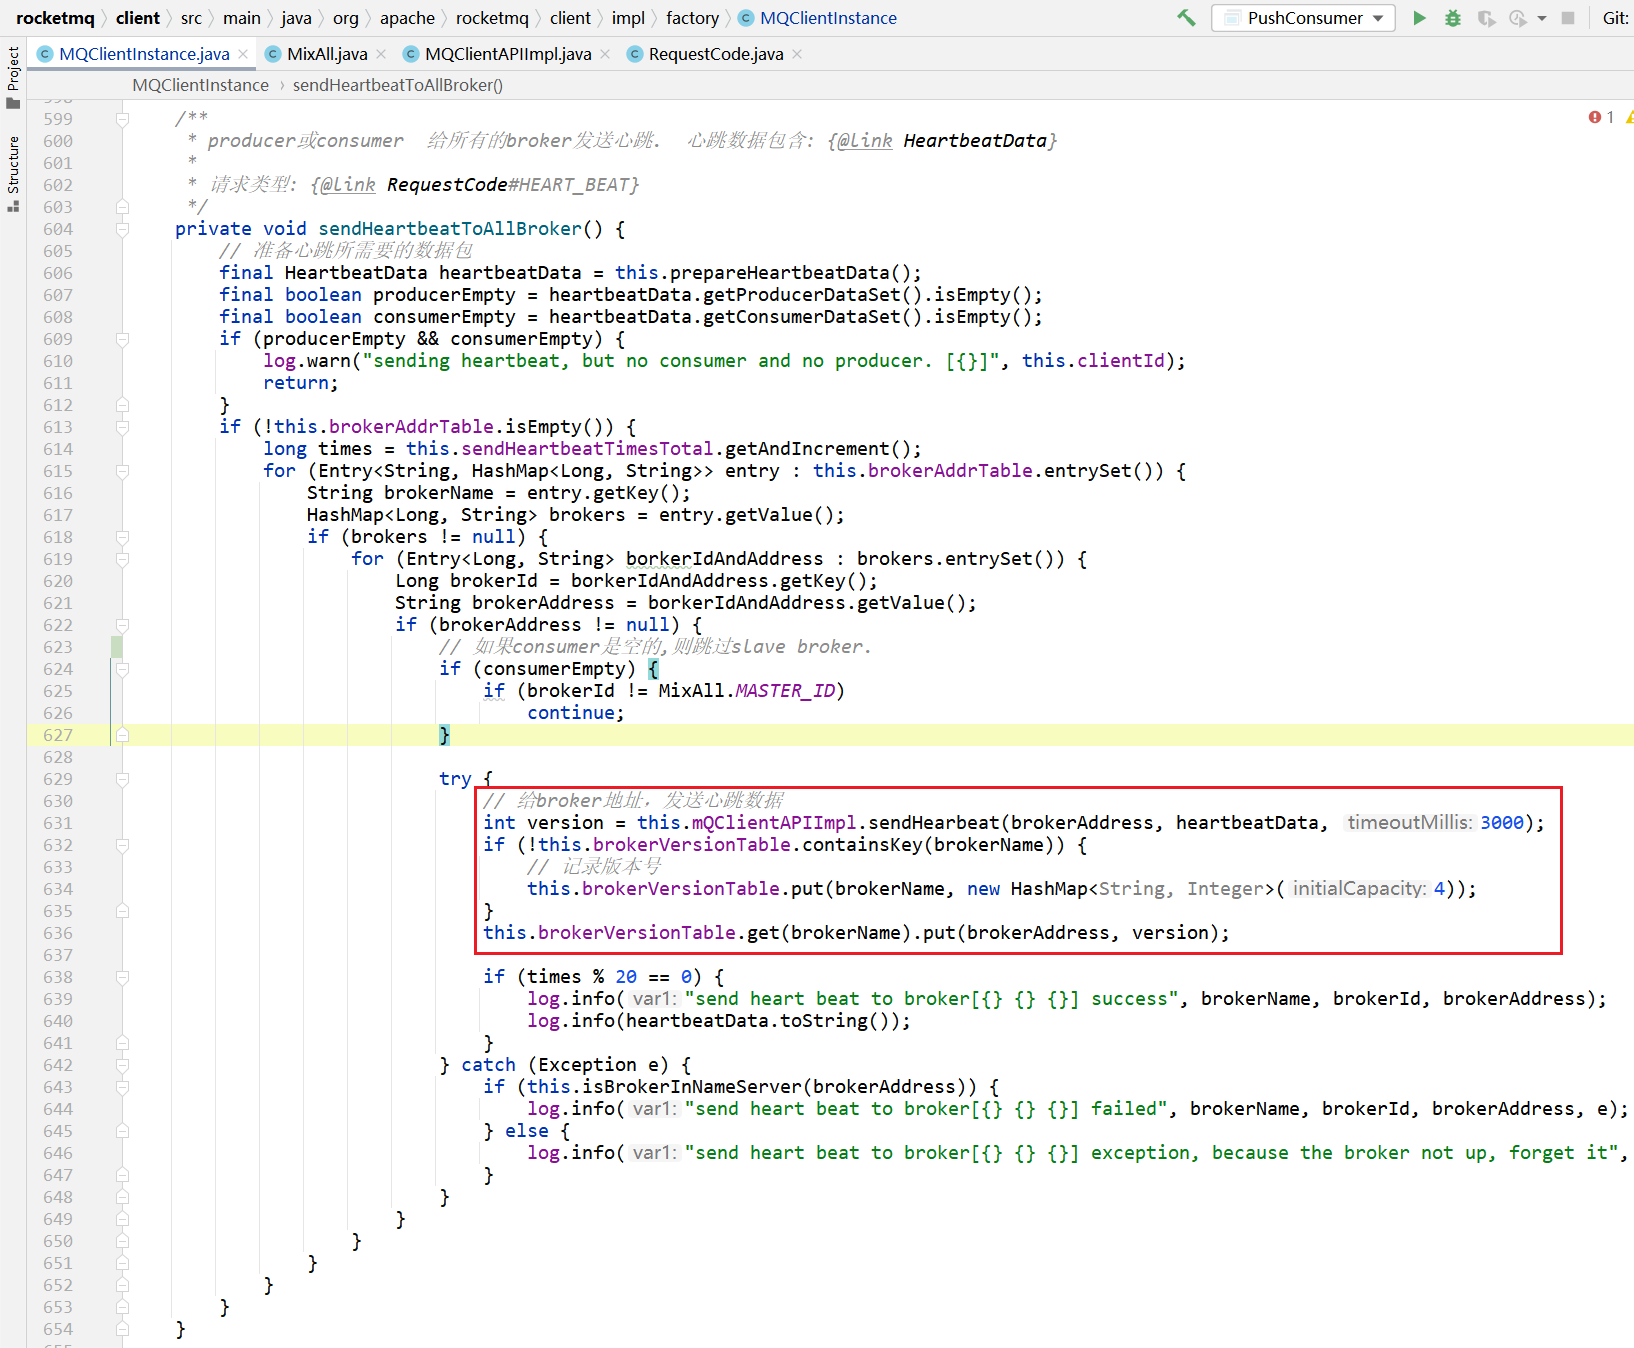 rocketmq client src main java org apache rocketmq client impl factory MQClientInstance PushConsumer Git:
MQClientInstance.java MixAll.java MQClientAPIImpl.java RequestCode.java
Project
Structure
MQClientInstance sendHeartbeatToAllBroker()
599 /** 1
600 * producer或consumer 给所有的broker发送心跳. 心跳数据包含: {@link HeartbeatData}
601 *
602 * 请求类型: {@link RequestCode#HEART_BEAT}
603 */
604 private void sendHeartbeatToAllBroker() {
605 // 准备心跳所需要的数据包
606 final HeartbeatData heartbeatData = this.prepareHeartbeatData();
607 final boolean producerEmpty = heartbeatData.getProducerDataSet().isEmpty();
608 final boolean consumerEmpty = heartbeatData.getConsumerDataSet().isEmpty();
609 if (producerEmpty && consumerEmpty) {
610 log.warn("sending heartbeat, but no consumer and no producer. [{}]", this.clientId);
611 return;
612 }
613 if (!this.brokerAddrTable.isEmpty()) {
614 long times = this.sendHeartbeatTimesTotal.getAndIncrement();
615 for (Entry<String, HashMap<Long, String>> entry : this.brokerAddrTable.entrySet()) {
616 String brokerName = entry.getKey();
617 HashMap<Long, String> brokers = entry.getValue();
618 if (brokers != null) {
619 for (Entry<Long, String> borkerIdAndAddress : brokers.entrySet()) {
620 Long brokerId = borkerIdAndAddress.getKey();
621 String brokerAddress = borkerIdAndAddress.getValue();
622 if (brokerAddress != null) {
623 // 如果consumer是空的,则跳过slave broker.
624 if (consumerEmpty) {
625 if (brokerId != MixAll.MASTER_ID)
626 continue;
627 }
628
629 try {
630 // 给broker地址，发送心跳数据
631 int version = this.mQClientAPIImpl.sendHearbeat(brokerAddress, heartbeatData, timeoutMillis: 3000);
632 if (!this.brokerVersionTable.containsKey(brokerName)) {
633 // 记录版本号
634 this.brokerVersionTable.put(brokerName, new HashMap<String, Integer>( initialCapacity: 4));
635 }
636 this.brokerVersionTable.get(brokerName).put(brokerAddress, version);
637
638 if (times % 20 == 0) {
639 log.info( var1: "send heart beat to broker[{} {} {}] success", brokerName, brokerId, brokerAddress);
640 log.info(heartbeatData.toString());
641 }
642 } catch (Exception e) {
643 if (this.isBrokerInNameServer(brokerAddress)) {
644 log.info( var1: "send heart beat to broker[{} {} {}] failed", brokerName, brokerId, brokerAddress, e);
645 } else {
646 log.info( var1: "send heart beat to broker[{} {} {}] exception, because the broker not up, forget it",
647 }
648 }
649 }
650 }
651 }
652 }
653 }
654 }